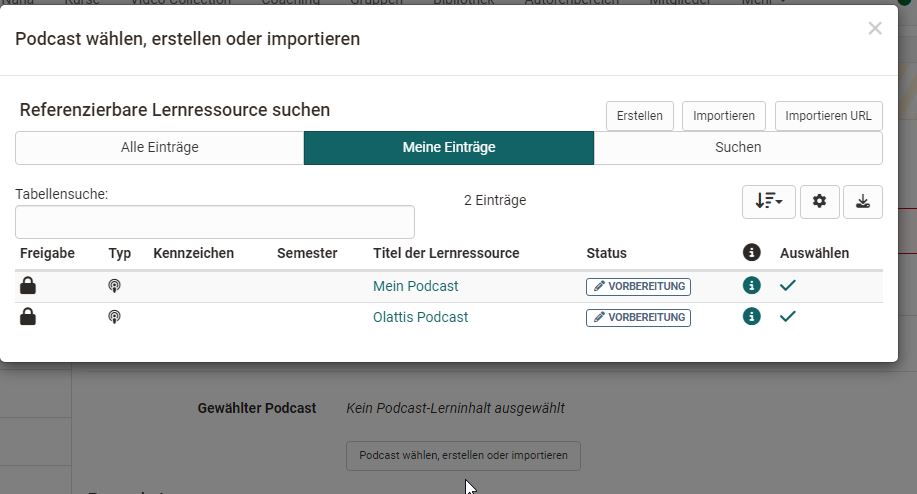 Podcast wählen, erstellen oder importieren
×
Referenzierbare Lernressource suchen
Erstellen Importieren Importieren URL
Alle Einträge Meine Einträge Suchen
Tabellensuche:
2 Einträge
Freigabe Typ Kennzeichen Semester Titel der Lernressource Status Auswählen
Mein Podcast VORBEREITUNG
Olattis Podcast VORBEREITUNG
Gewählter Podcast Kein Podcast-Lerninhalt ausgewählt
Podcast wählen, erstellen oder importieren